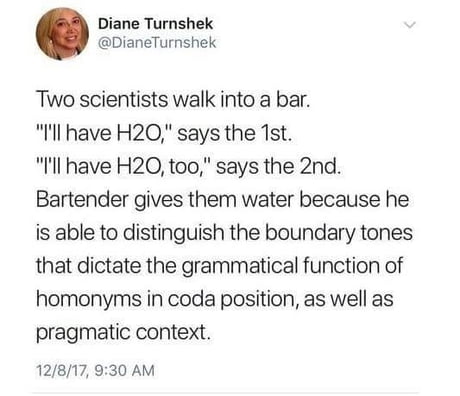 Diane Turnshek
@DianeTurnshek
Two scientists walk into a bar.
"I'll have H2O," says the 1st.
"I'll have H2O, too," says the 2nd.
Bartender gives them water because he
is able to distinguish the boundary tones
that dictate the grammatical function of
homonyms in coda position, as well as
pragmatic context.
12/8/17, 9:30 AM